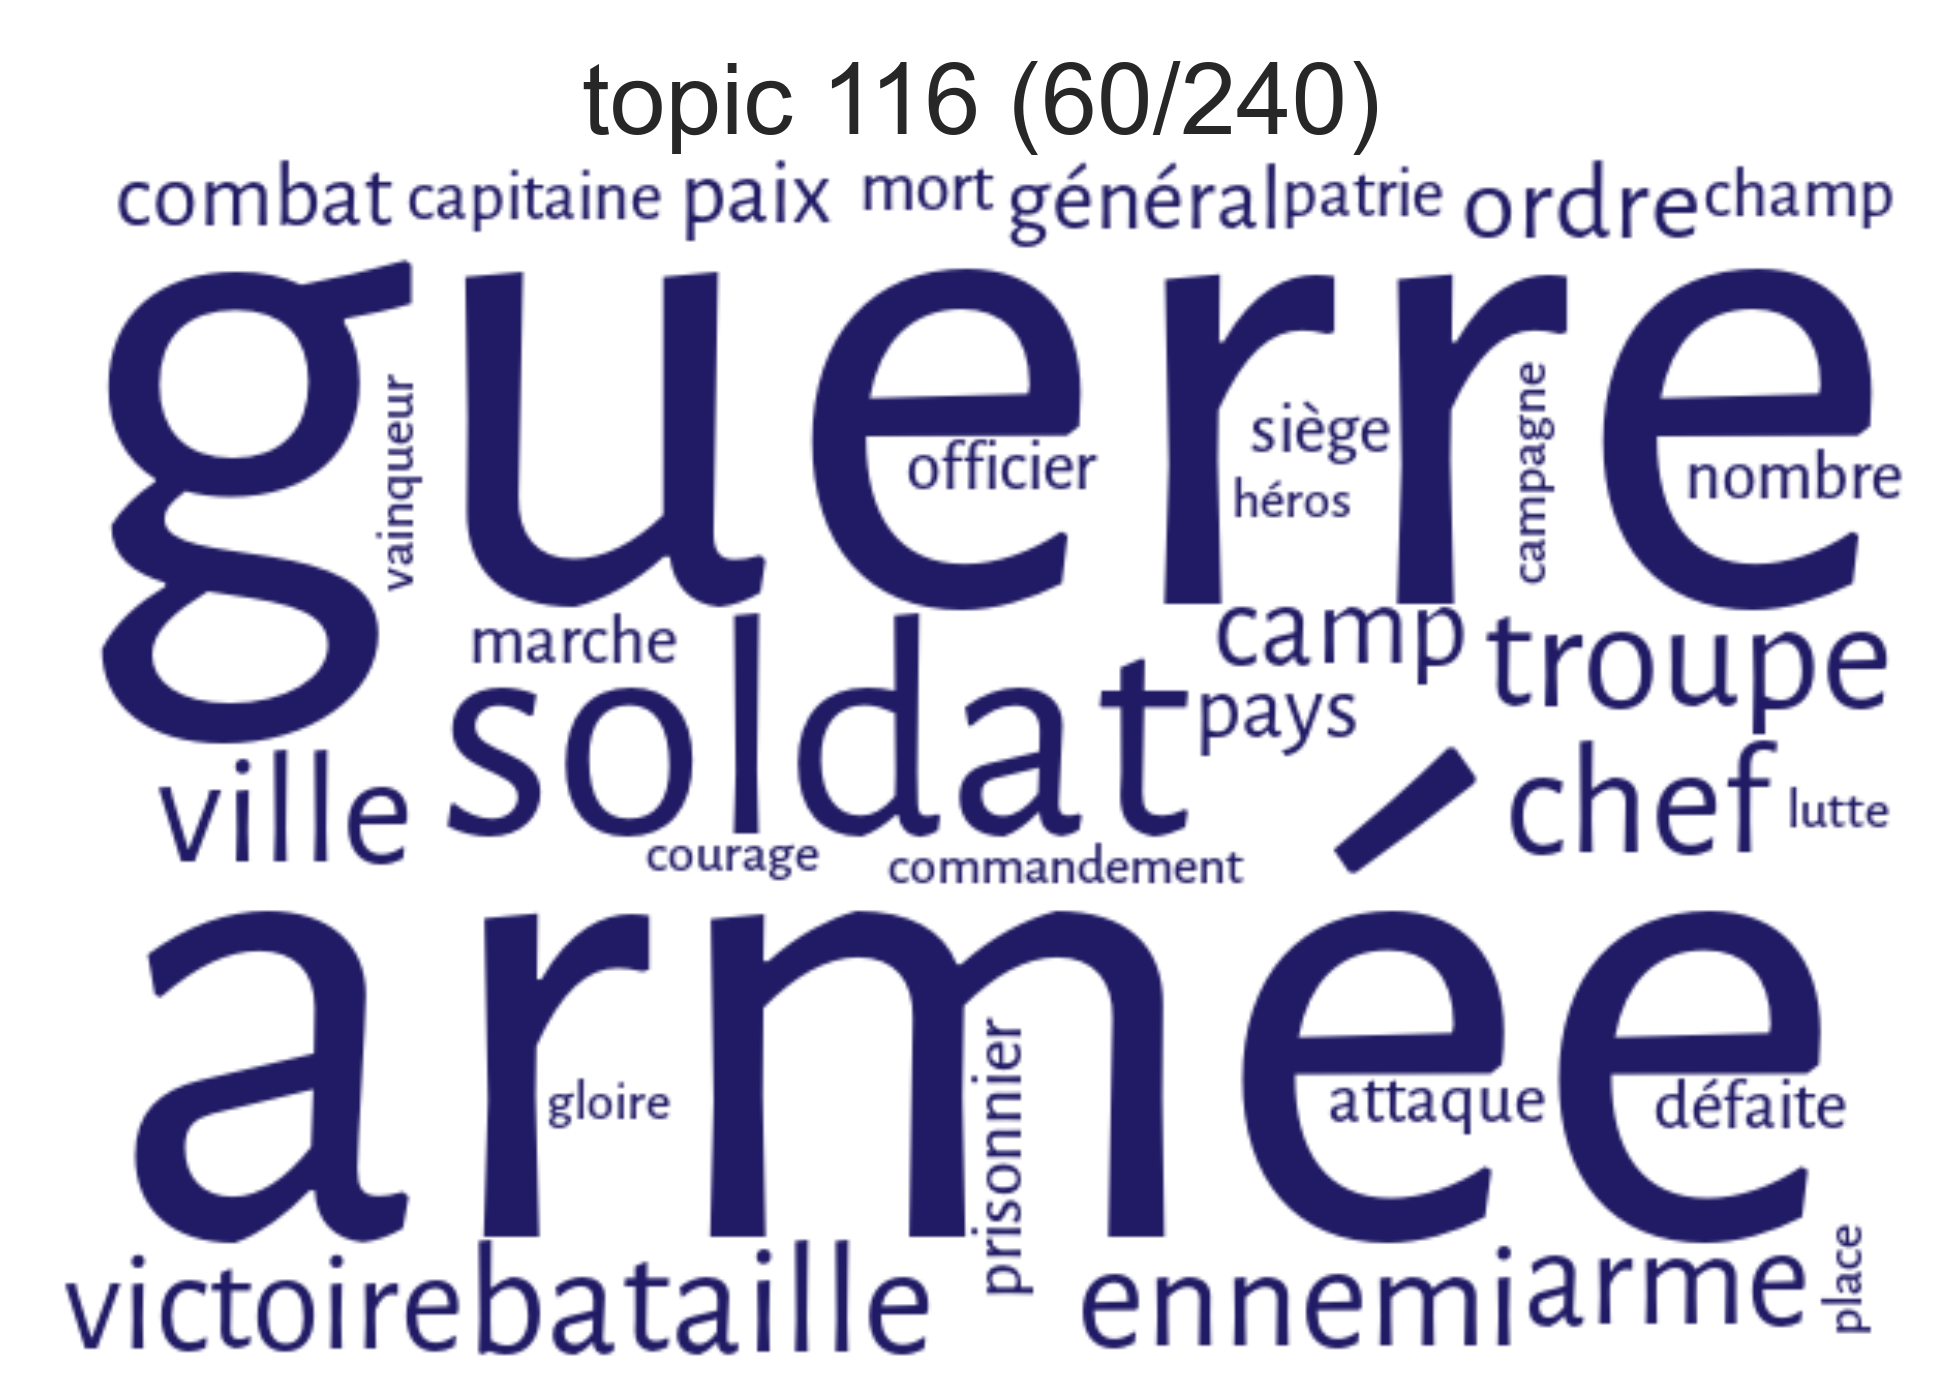 topic 116 (60/240)
combat capitaine paix mort général patrie ordre champ
guerre
vainqueur
officier
siège
héros
campagne
nombre
marche
soldat
camp
troupe
pays
ville
chef
lutte
courage
commandement
armée
gloire
prisonnier
attaque
défaite
victoire bataille ennemi arme
place